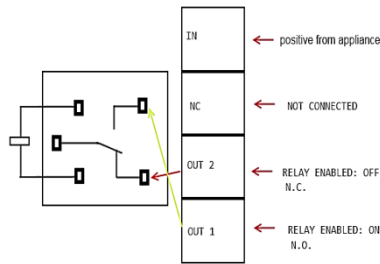 IN
positive from appliance
NC
NOT CONNECTED
OUT 2
RELAY ENABLED: OFF
N.C.
OUT 1
RELAY ENABLED: ON
N.O.